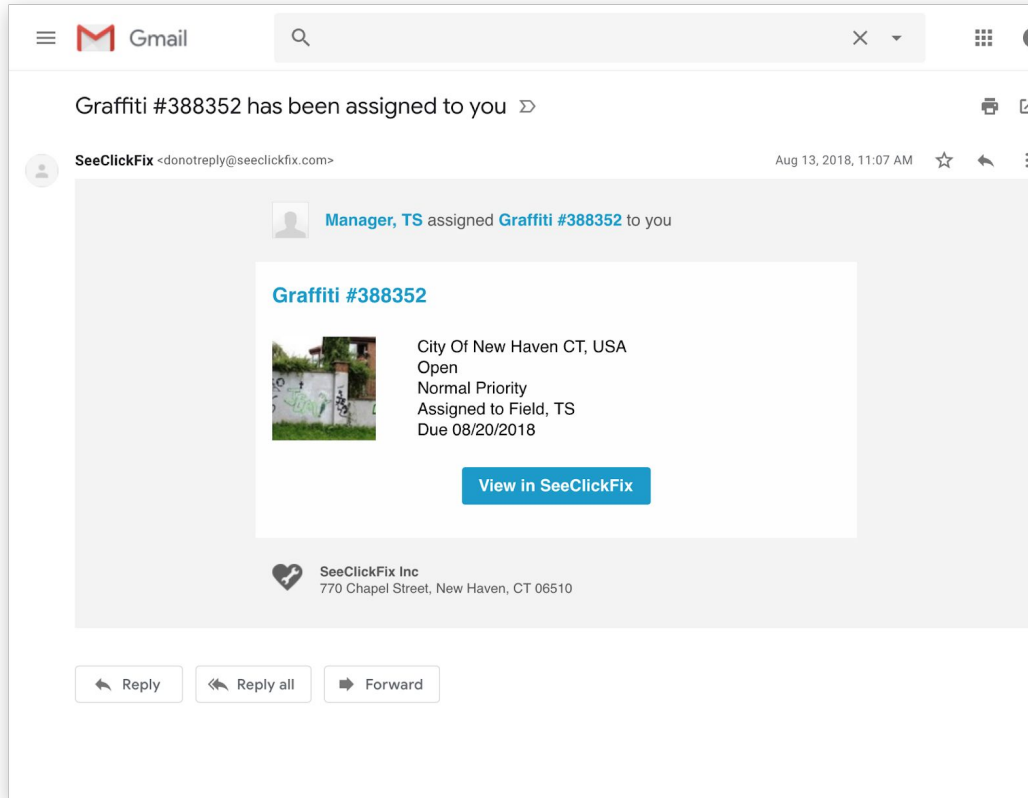 Gmail
Graffiti #388352 has been assigned to you
SeeClickFix <donotreply@seeclickfix.com>
Aug 13, 2018, 11:07 AM
Manager, TS assigned Graffiti #388352 to you
Graffiti #388352
City Of New Haven CT, USA
Open
Normal Priority
Assigned to Field, TS
Due 08/20/2018
View in SeeClickFix
SeeClickFix Inc
770 Chapel Street, New Haven, CT 06510
Reply
Reply all
Forward